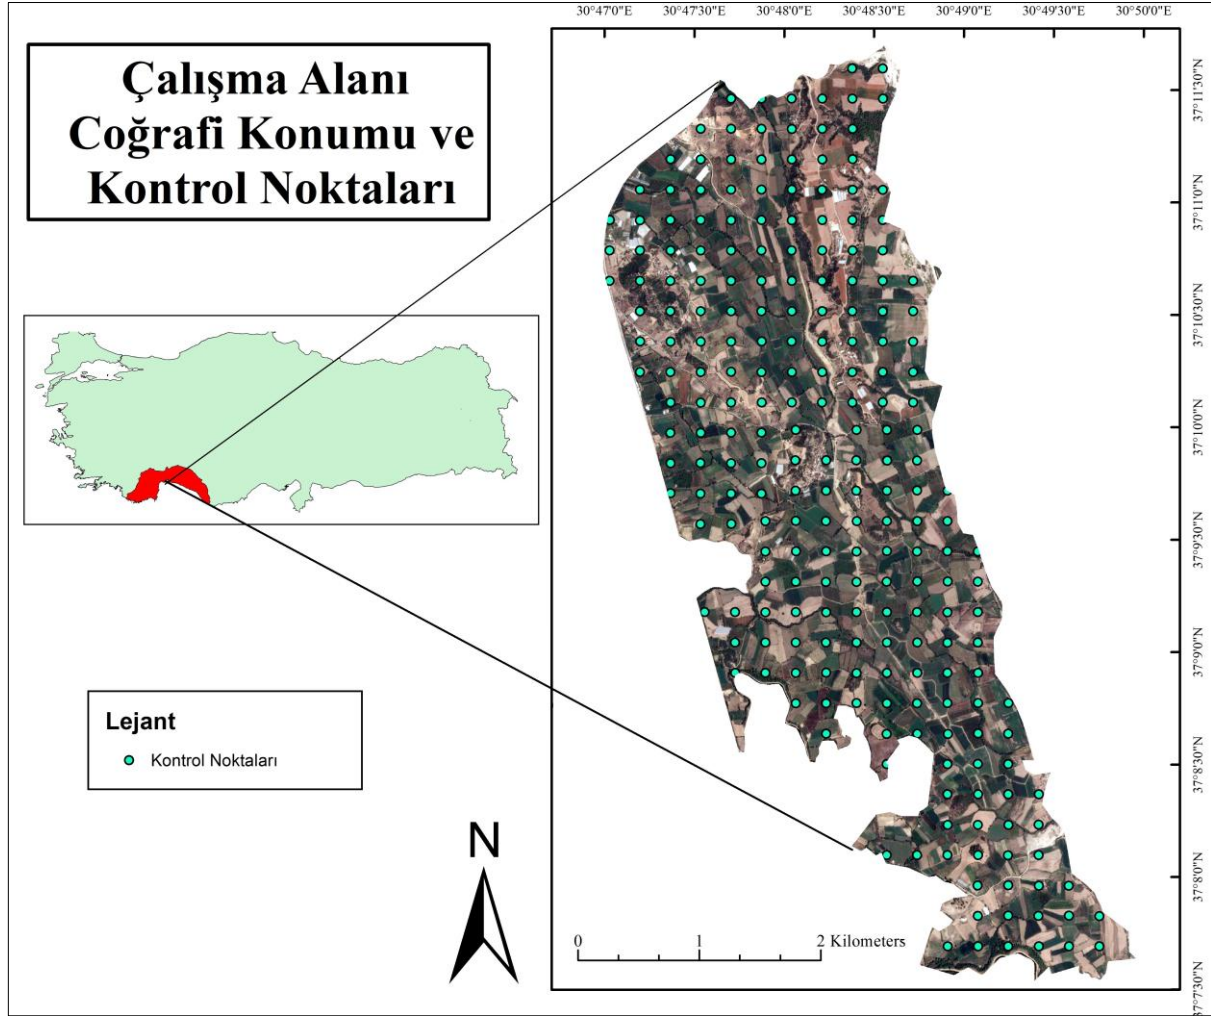 30°47'0"E 30°47'30"E 30°48'0"E 30°48'30"E 30°49'0"E 30°49'30"E 30°50'0"E
Çalışma Alanı
Coğrafi Konumu ve
Kontrol Noktaları
37°11'30"N
37°11'0"N
37°10'30"N
37°10'0"N
37°9'30"N
37°9'0"N
37°8'30"N
37°8'0"N
37°7'30"N
Lejant
Kontrol Noktaları
N
0 1 2 Kilometers